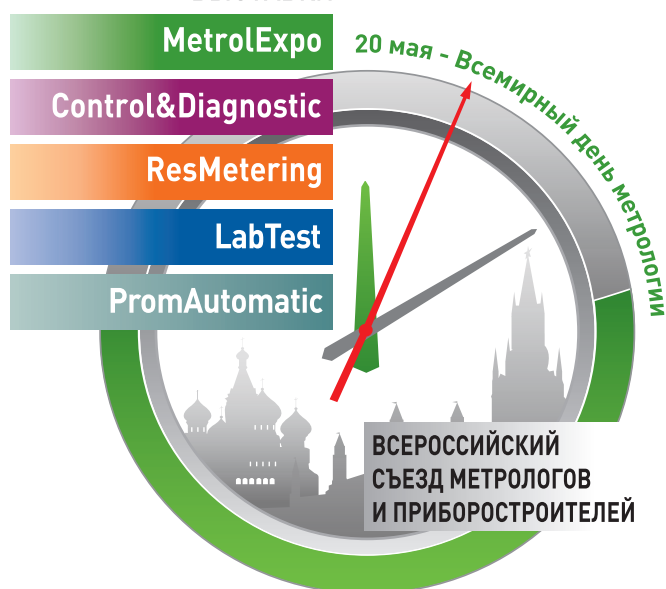 MetrolExpo
20 мая - Всемирный день метрологии
Control&Diagnostic
ResMetering
LabTest
PromAutomatic
ВСЕРОССИЙСКИЙ
СЪЕЗД МЕТРОЛОГОВ
И ПРИБОРОСТРОИТЕЛЕЙ